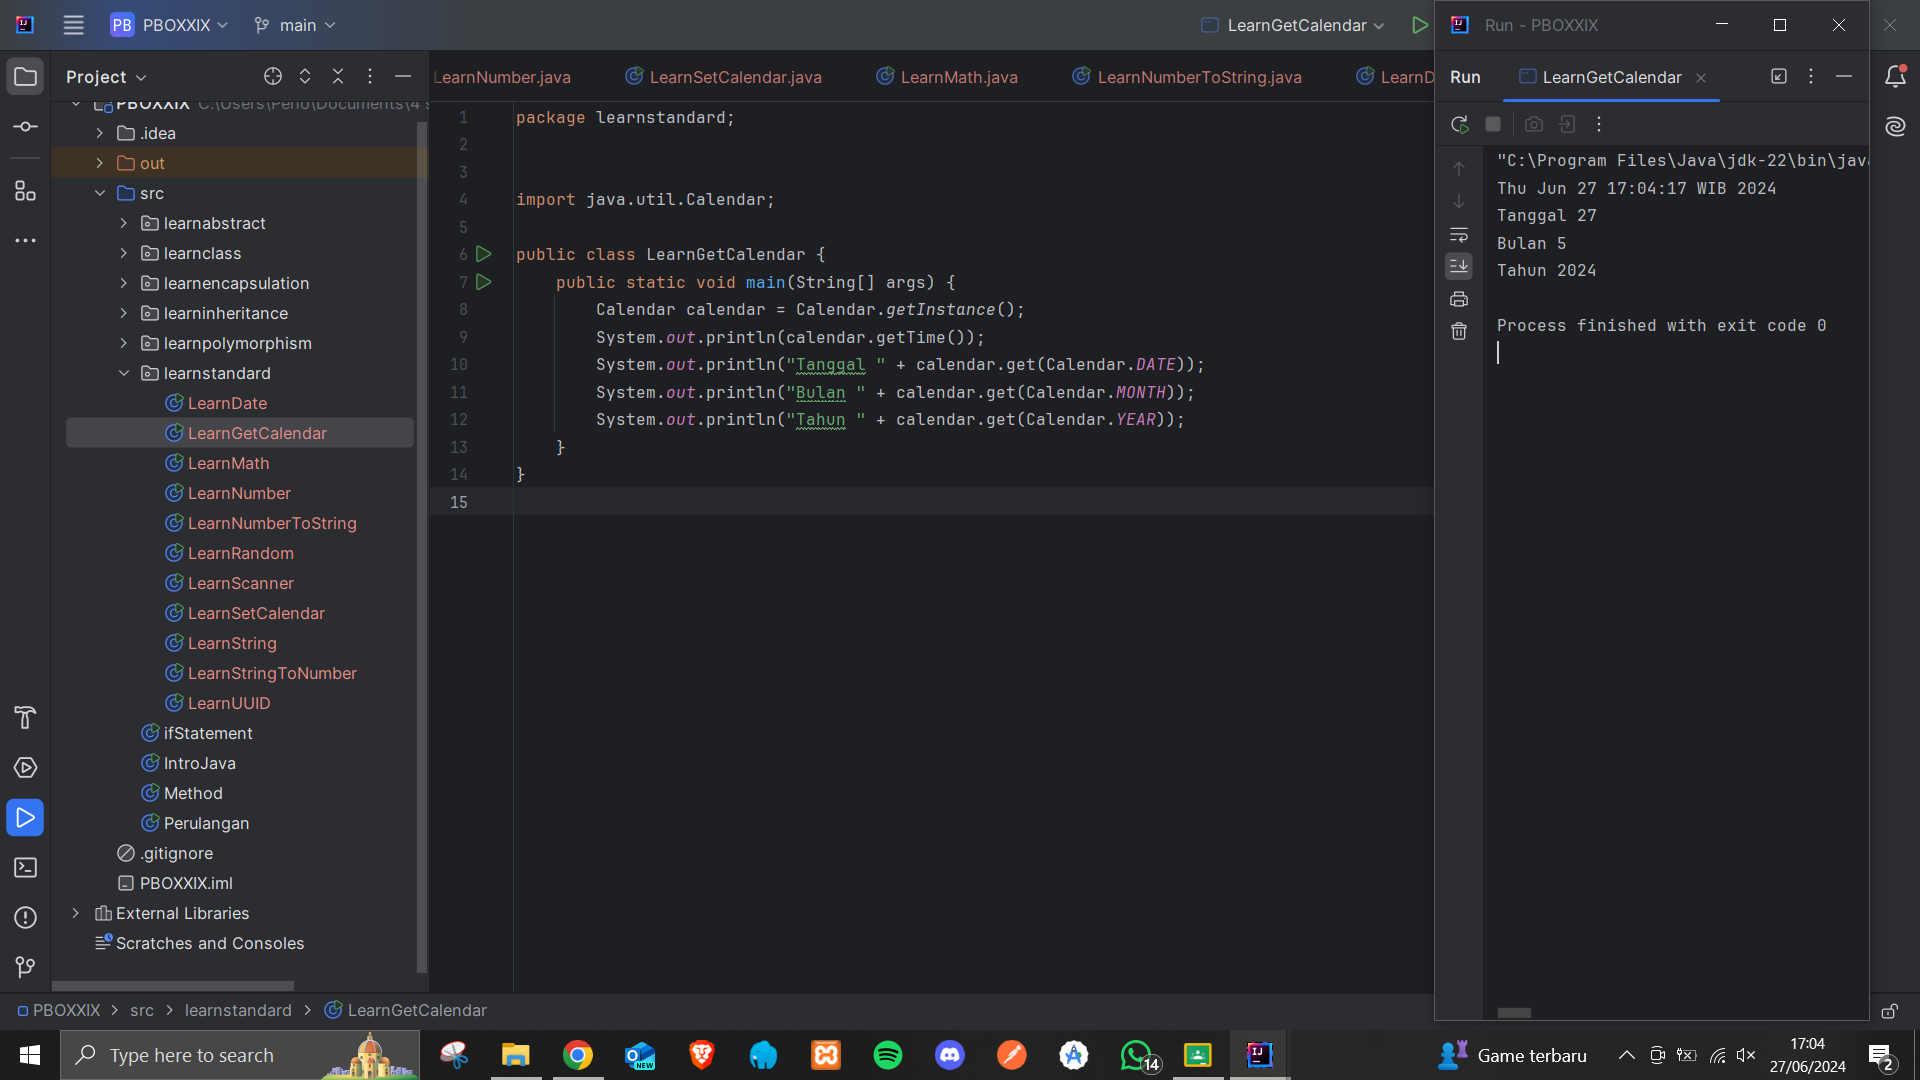 PB PBOXXIX main LearnGetCalendar
Run - PBOXXIX
Project
PBOXXIX C:\Users\Peno\Documents\4 s
.idea
out
src
learnabstract
learnclass
learnencapsulation
learninheritance
learnpolymorphism
learnstandard
LearnDate
LearnGetCalendar
LearnMath
LearnNumber
LearnNumberToString
LearnRandom
LearnScanner
LearnSetCalendar
LearnString
LearnStringToNumber
LearnUUID
ifStatement
IntroJava
Method
Perulangan
.gitignore
PBOXXIX.iml
External Libraries
Scratches and Consoles
LearnNumber.java LearnSetCalendar.java LearnMath.java LearnNumberToString.java LearnD
1 package learnstandard;
2
3
4 import java.util.Calendar;
5
6 public class LearnGetCalendar {
7 public static void main(String[] args) {
8 Calendar calendar = Calendar.getInstance();
9 System.out.println(calendar.getTime());
10 System.out.println("Tanggal " + calendar.get(Calendar.DATE));
11 System.out.println("Bulan " + calendar.get(Calendar.MONTH));
12 System.out.println("Tahun " + calendar.get(Calendar.YEAR));
13 }
14 }
15
Run LearnGetCalendar
"C:\Program Files\Java\jdk-22\bin\java
Thu Jun 27 17:04:17 WIB 2024
Tanggal 27
Bulan 5
Tahun 2024
Process finished with exit code 0
PBOXXIX > src > learnstandard > LearnGetCalendar
Type here to search
NEW
14
Game terbaru
17:04
27/06/2024
2